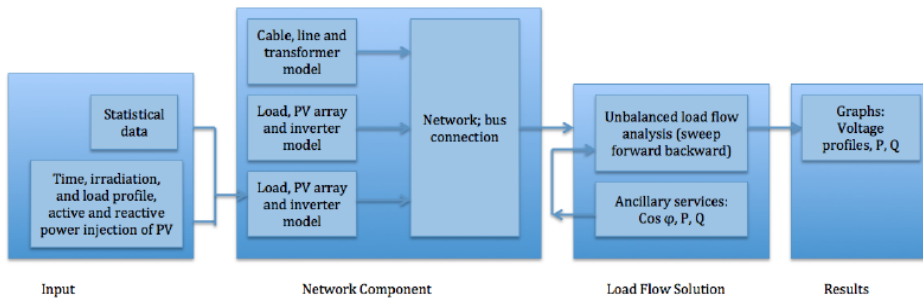 Statistical
data
Time, irradiation,
and load profile,
active and reactive
power injection of PV
Input
Cable, line and
transformer
model
Load, PV array
and inverter
model
Load, PV array
and inverter
model
Network; bus
connection
Network Component
Unbalanced load flow
analysis (sweep
forward backward)
Ancillary services:
Cos φ, P, Q
Load Flow Solution
Graphs:
Voltage
profiles, P, Q
Results